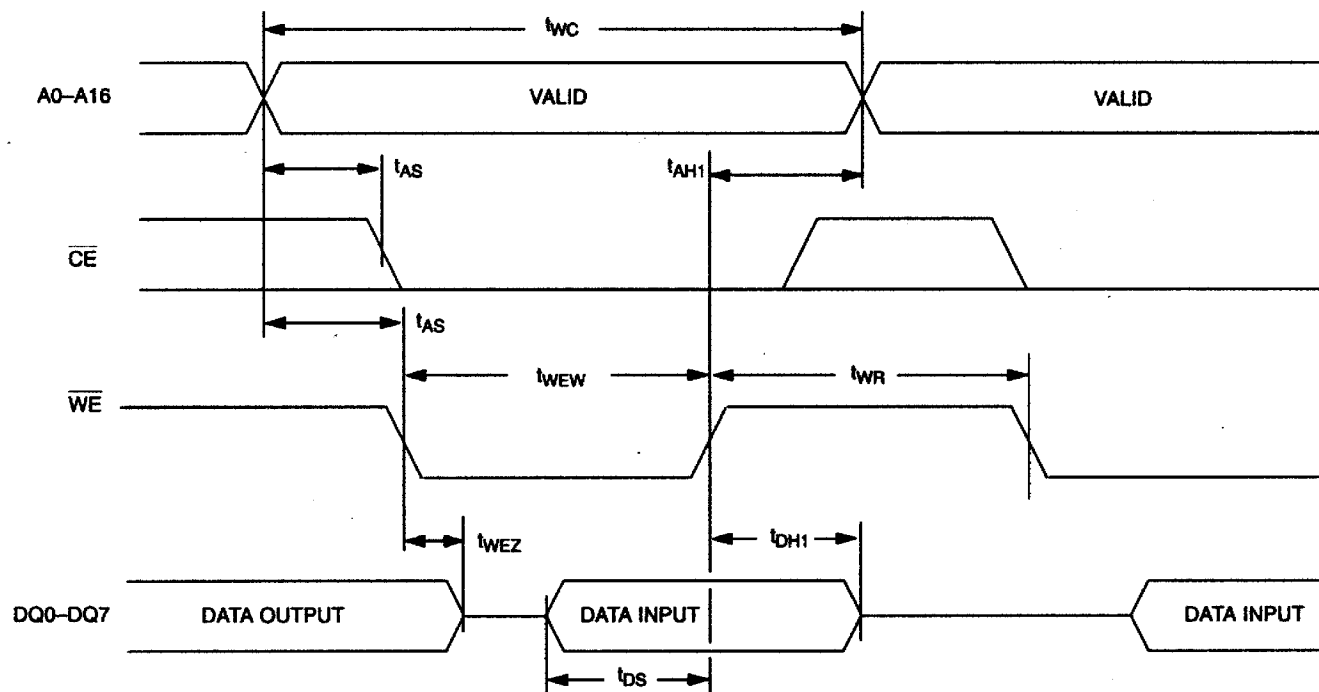 tWC
A0–A16
VALID
VALID
tAS
tAH1
CE
tAS
tWEW
tWR
WE
tWEZ
tDH1
DQ0–DQ7
DATA OUTPUT
DATA INPUT
DATA INPUT
tDS